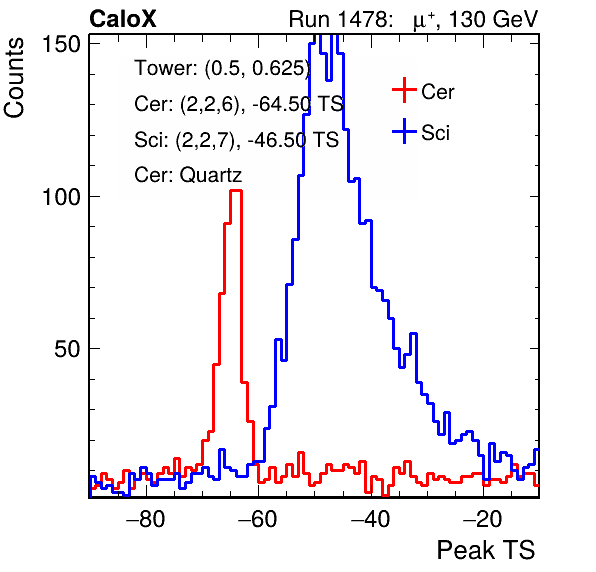 CaloX Run 1478: μ⁺, 130 GeV
Counts
150
100
50
Tower: (0.5, 0.625)
Cer: (2,2,6), -64.50 TS
Sci: (2,2,7), -46.50 TS
Cer: Quartz
Cer
Sci
−80 −60 −40 −20
Peak TS